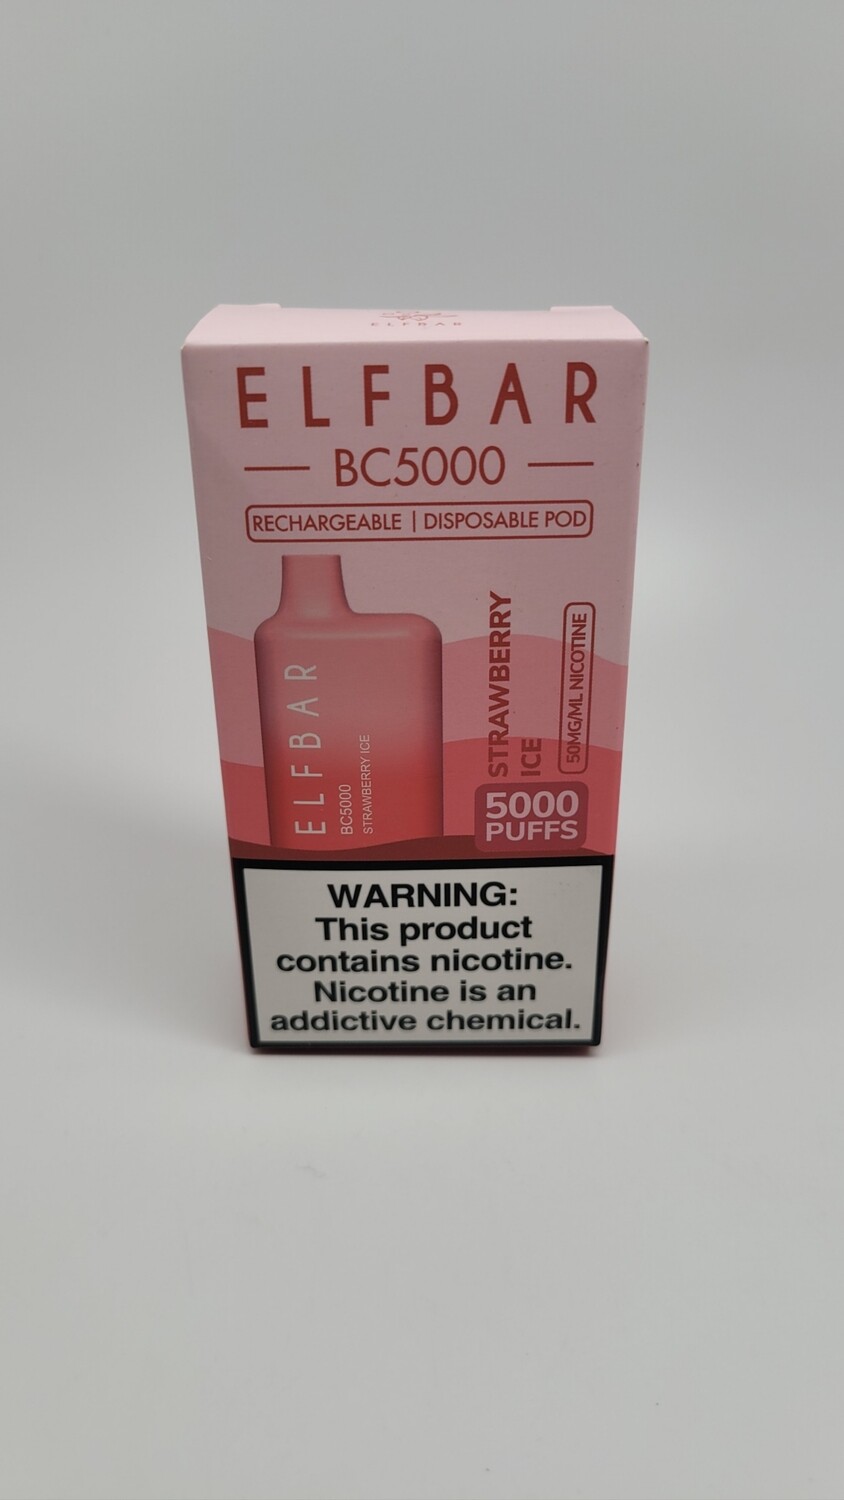 ELFBAR
ELFBAR
BC5000
RECHARGEABLE | DISPOSABLE POD
ELFBAR
BC5000
STRAWBERRY ICE
STRAWBERRY
ICE
50MG/ML NICOTINE
5000
PUFFS
WARNING:
This product
contains nicotine.
Nicotine is an
addictive chemical.